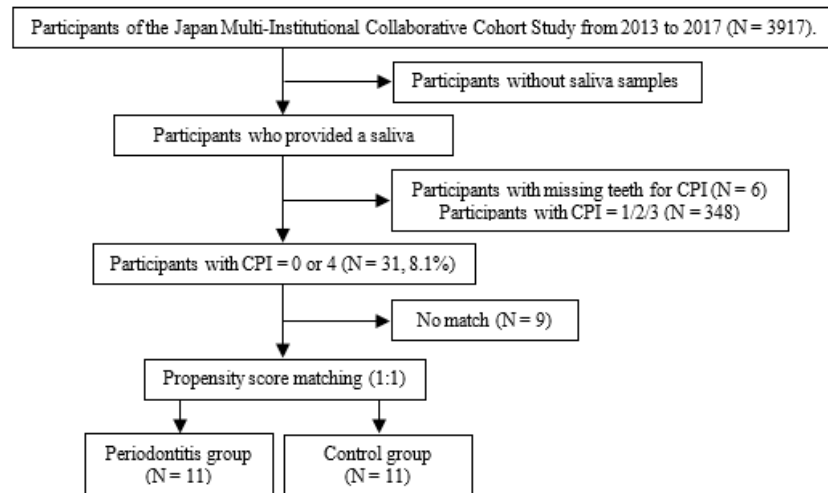 Participants of the Japan Multi-Institutional Collaborative Cohort Study from 2013 to 2017 (N = 3917).
Participants without saliva samples
Participants who provided a saliva
Participants with missing teeth for CPI (N = 6)
Participants with CPI = 1/2/3 (N = 348)
Participants with CPI = 0 or 4 (N = 31, 8.1%)
No match (N = 9)
Propensity score matching (1:1)
Periodontitis group
(N = 11)
Control group
(N = 11)